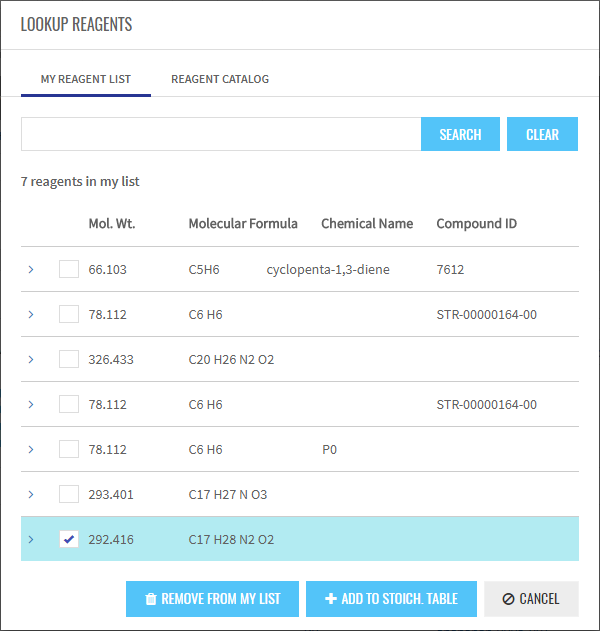 LOOKUP REAGENTS
MY REAGENT LIST REAGENT CATALOG
SEARCH CLEAR
7 reagents in my list
Mol. Wt. Molecular Formula Chemical Name Compound ID
66.103 C5H6 cyclopenta-1,3-diene 7612
78.112 C6 H6 STR-00000164-00
326.433 C20 H26 N2 O2
78.112 C6 H6 STR-00000164-00
78.112 C6 H6 P0
293.401 C17 H27 N O3
292.416 C17 H28 N2 O2
REMOVE FROM MY LIST ADD TO STOICH. TABLE CANCEL